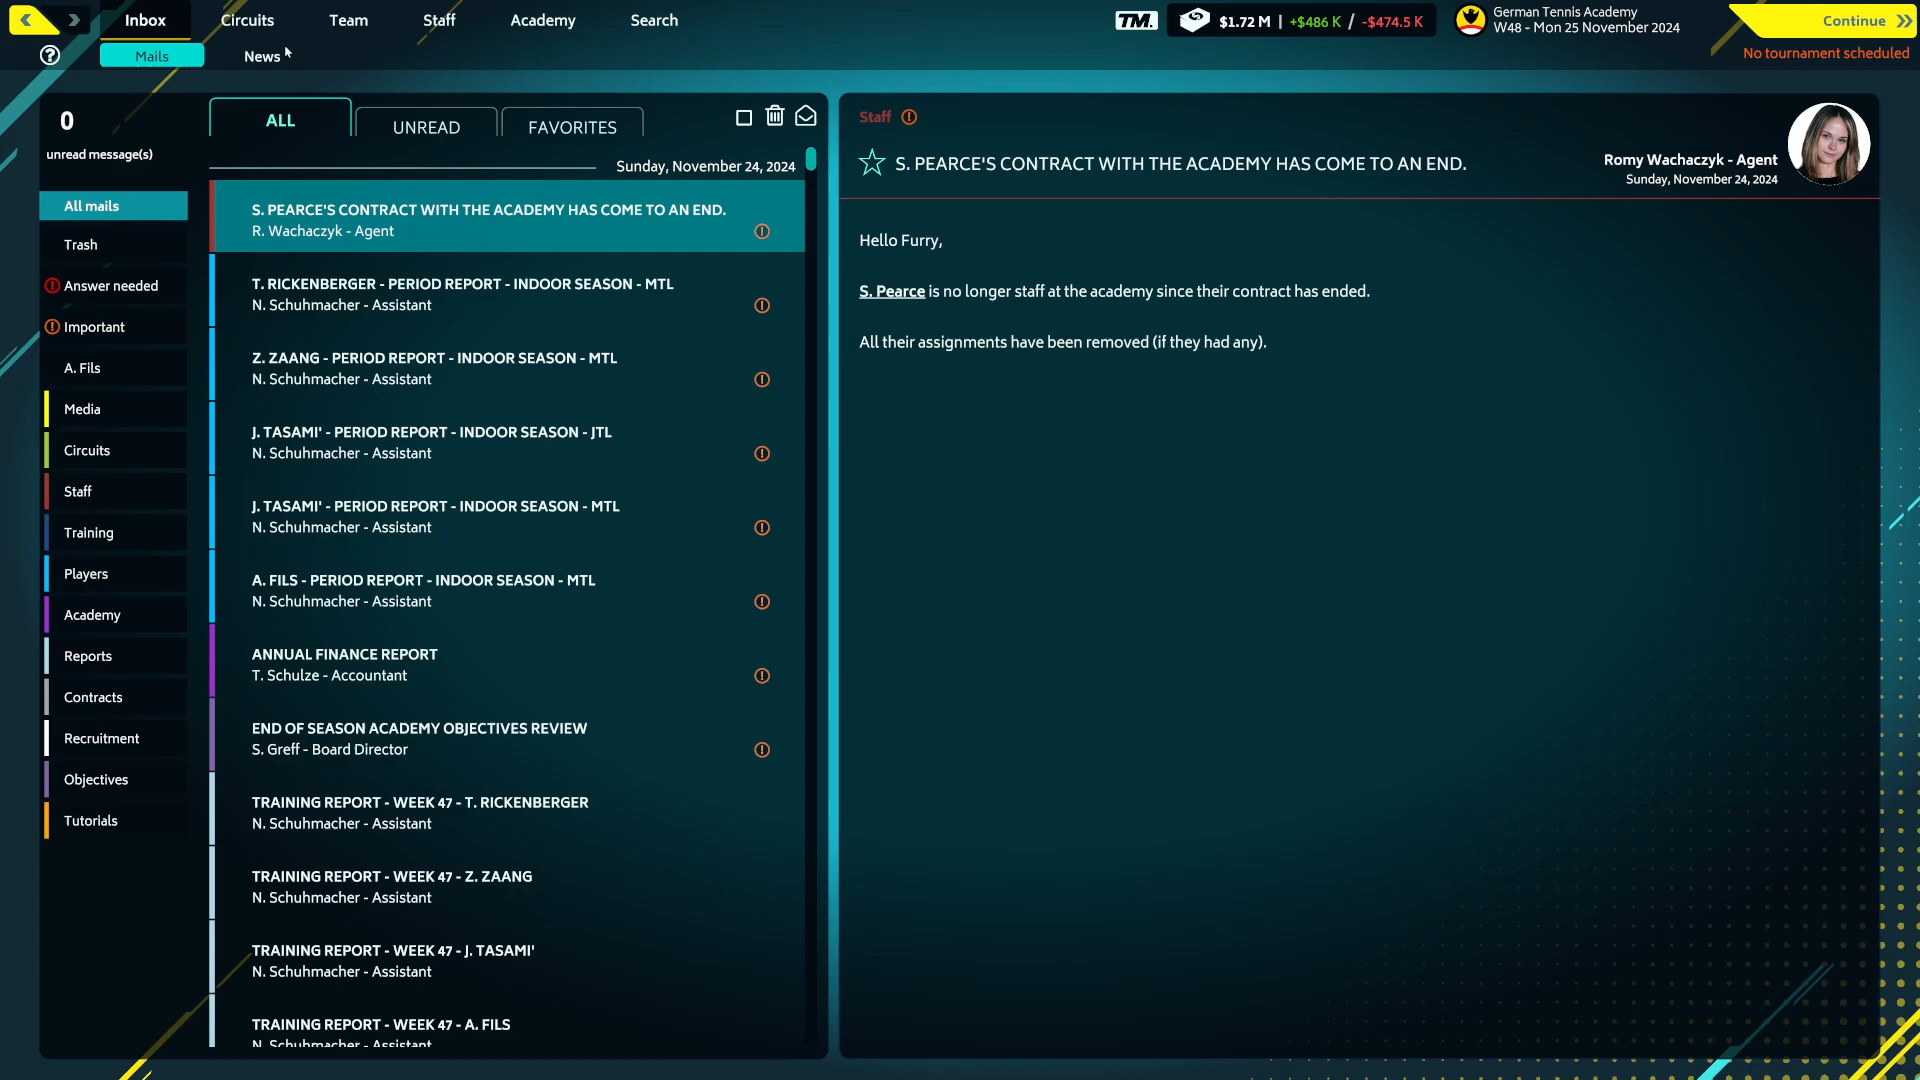 Inbox
Circuits
Team
Staff
Academy
Search
TM.
$1.72 M | +$486 K / -$474.5 K
German Tennis Academy
W48 - Mon 25 November 2024
Continue
No tournament scheduled
Mails
News
0
unread message(s)
All mails
Trash
Answer needed
Important
A. Fils
Media
Circuits
Staff
Training
Players
Academy
Reports
Contracts
Recruitment
Objectives
Tutorials
ALL
UNREAD
FAVORITES
Sunday, November 24, 2024
S. PEARCE'S CONTRACT WITH THE ACADEMY HAS COME TO AN END.
R. Wachaczyk - Agent
T. RICKENBERGER - PERIOD REPORT - INDOOR SEASON - MTL
N. Schuhmacher - Assistant
Z. ZAANG - PERIOD REPORT - INDOOR SEASON - MTL
N. Schuhmacher - Assistant
J. TASAMI' - PERIOD REPORT - INDOOR SEASON - JTL
N. Schuhmacher - Assistant
J. TASAMI' - PERIOD REPORT - INDOOR SEASON - MTL
N. Schuhmacher - Assistant
A. FILS - PERIOD REPORT - INDOOR SEASON - MTL
N. Schuhmacher - Assistant
ANNUAL FINANCE REPORT
T. Schulze - Accountant
END OF SEASON ACADEMY OBJECTIVES REVIEW
S. Greff - Board Director
TRAINING REPORT - WEEK 47 - T. RICKENBERGER
N. Schuhmacher - Assistant
TRAINING REPORT - WEEK 47 - Z. ZAANG
N. Schuhmacher - Assistant
TRAINING REPORT - WEEK 47 - J. TASAMI'
N. Schuhmacher - Assistant
TRAINING REPORT - WEEK 47 - A. FILS
N. Schuhmacher - Assistant
Staff
S. PEARCE'S CONTRACT WITH THE ACADEMY HAS COME TO AN END.
Romy Wachaczyk - Agent
Sunday, November 24, 2024
Hello Furry,
S. Pearce is no longer staff at the academy since their contract has ended.
All their assignments have been removed (if they had any).